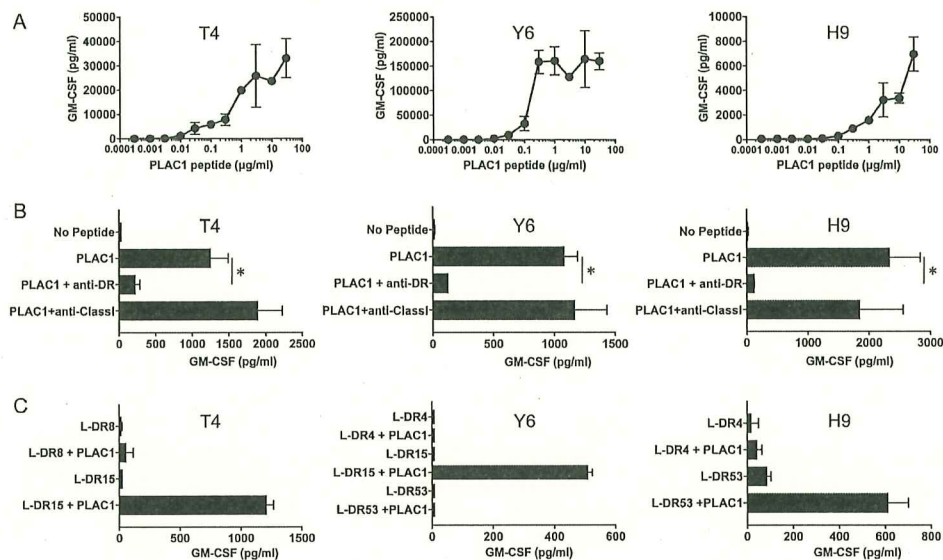 A
T4
GM-CSF (pg/ml)
50000
40000
30000
20000
10000
0
0.0001 0.001 0.01 0.1 1 10 100
PLAC1 peptide (µg/ml)
Y6
GM-CSF (pg/ml)
250000
200000
150000
100000
50000
0
0.0001 0.001 0.01 0.1 1 10 100
PLAC1 peptide (µg/ml)
H9
GM-CSF (pg/ml)
10000
8000
6000
4000
2000
0
0.0001 0.001 0.01 0.1 1 10 100
PLAC1 peptide (µg/ml)
B
T4
No Peptide
PLAC1
*
PLAC1 + anti-DR
PLAC1+anti-ClassI
0 500 1000 1500 2000 2500
GM-CSF (pg/ml)
Y6
No Peptide
PLAC1
*
PLAC1 + anti-DR
PLAC1+anti-ClassI
0 500 1000 1500
GM-CSF (pg/ml)
H9
No Peptide
PLAC1
*
PLAC1 + anti-DR
PLAC1+anti-ClassI
0 1000 2000 3000
GM-CSF (pg/ml)
C
T4
L-DR8
L-DR8 + PLAC1
L-DR15
L-DR15 + PLAC1
0 500 1000 1500
GM-CSF (pg/ml)
Y6
L-DR4
L-DR4 + PLAC1
L-DR15
L-DR15 + PLAC1
L-DR53
L-DR53 +PLAC1
0 200 400 600
GM-CSF (pg/ml)
H9
L-DR4
L-DR4 + PLAC1
L-DR53
L-DR53 +PLAC1
0 200 400 600 800
GM-CSF (pg/ml)